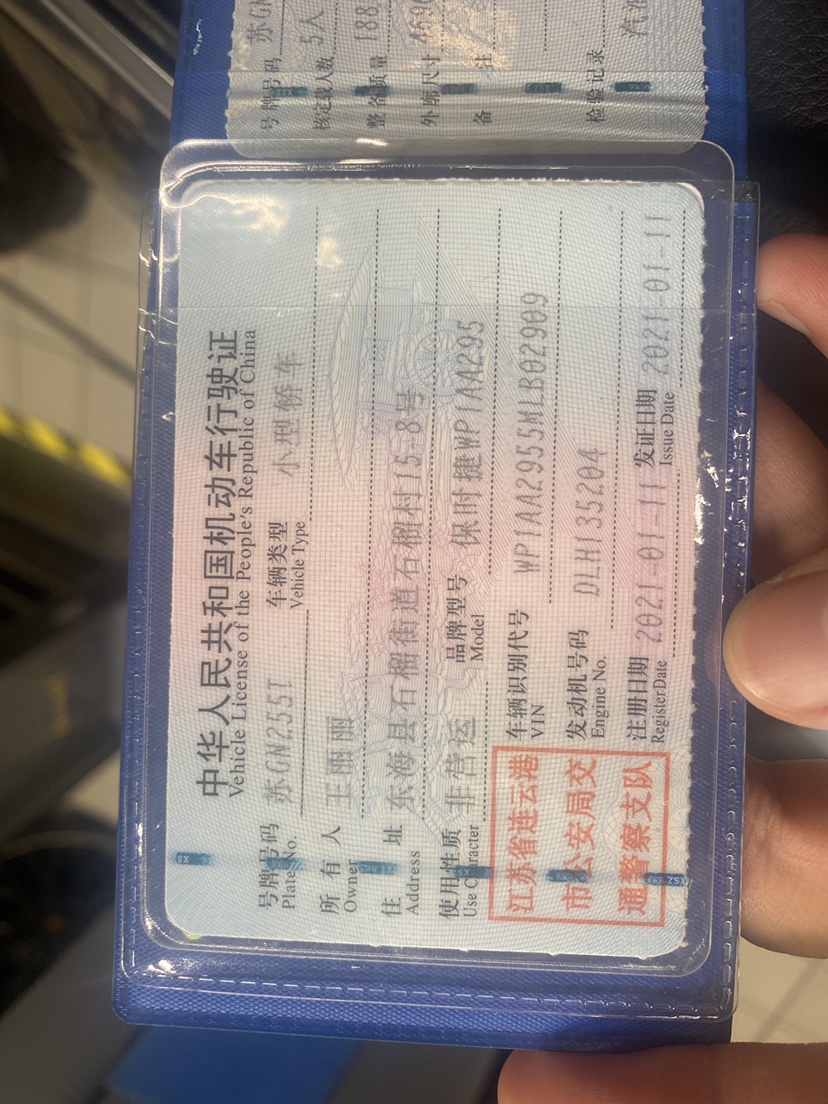 中华人民共和国机动车行驶证
Vehicle License of the People's Republic of China
号牌号码 苏GN255T 车辆类型 小型轿车
Plate No. Vehicle Type
所有人 王丽丽
Owner
住址 东海县石榴街道石榴村15-8号
Address
使用性质 非营运 品牌型号 保时捷WP1AA295
Use Character Model
江苏省连云港
市公安局交
通警察支队
车辆识别代号 WP1AA2955MLB02909
VIN
发动机号码 DLH135204
Engine No.
注册日期 2021-01-11 发证日期 2021-01-11
Register Date Issue Date
号牌号码 苏GN
核定载人数 5人
整备质量 188
外廓尺寸
备注
检验记录